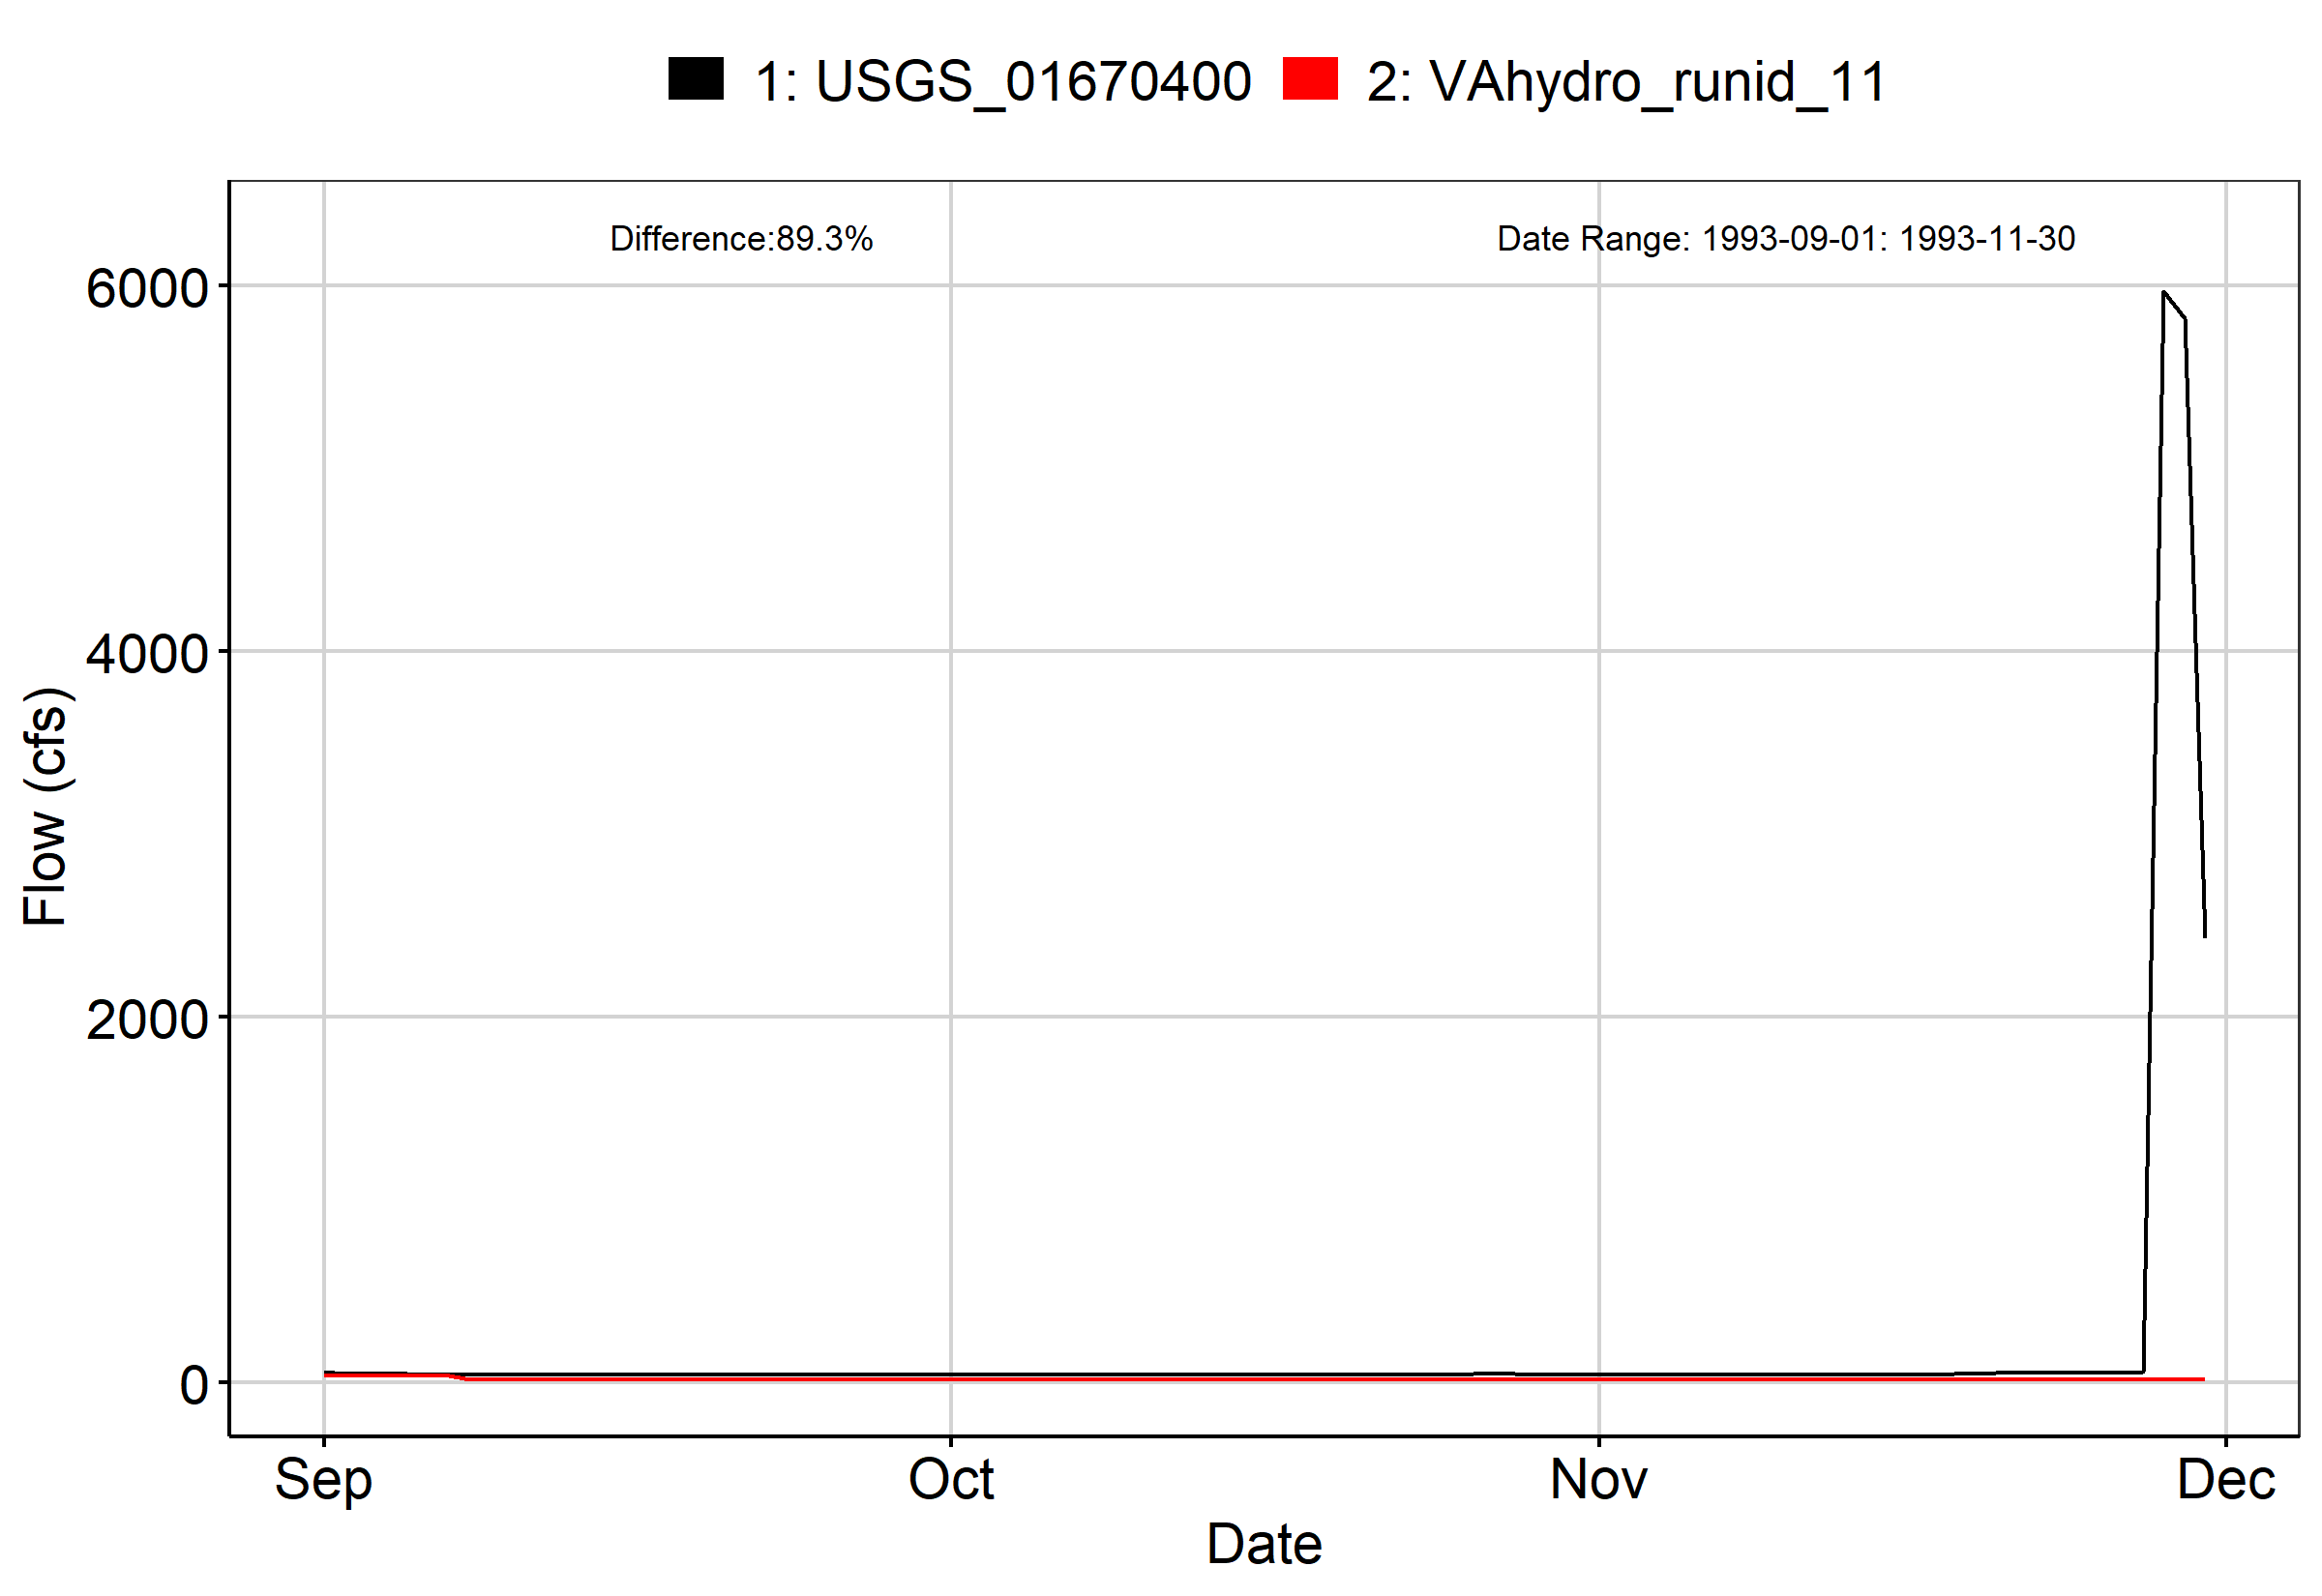 1: USGS_01670400 2: VAhydro_runid_11
Difference:89.3%
Date Range: 1993-09-01: 1993-11-30
6000
4000
2000
0
Flow (cfs)
Sep Oct Nov Dec
Date